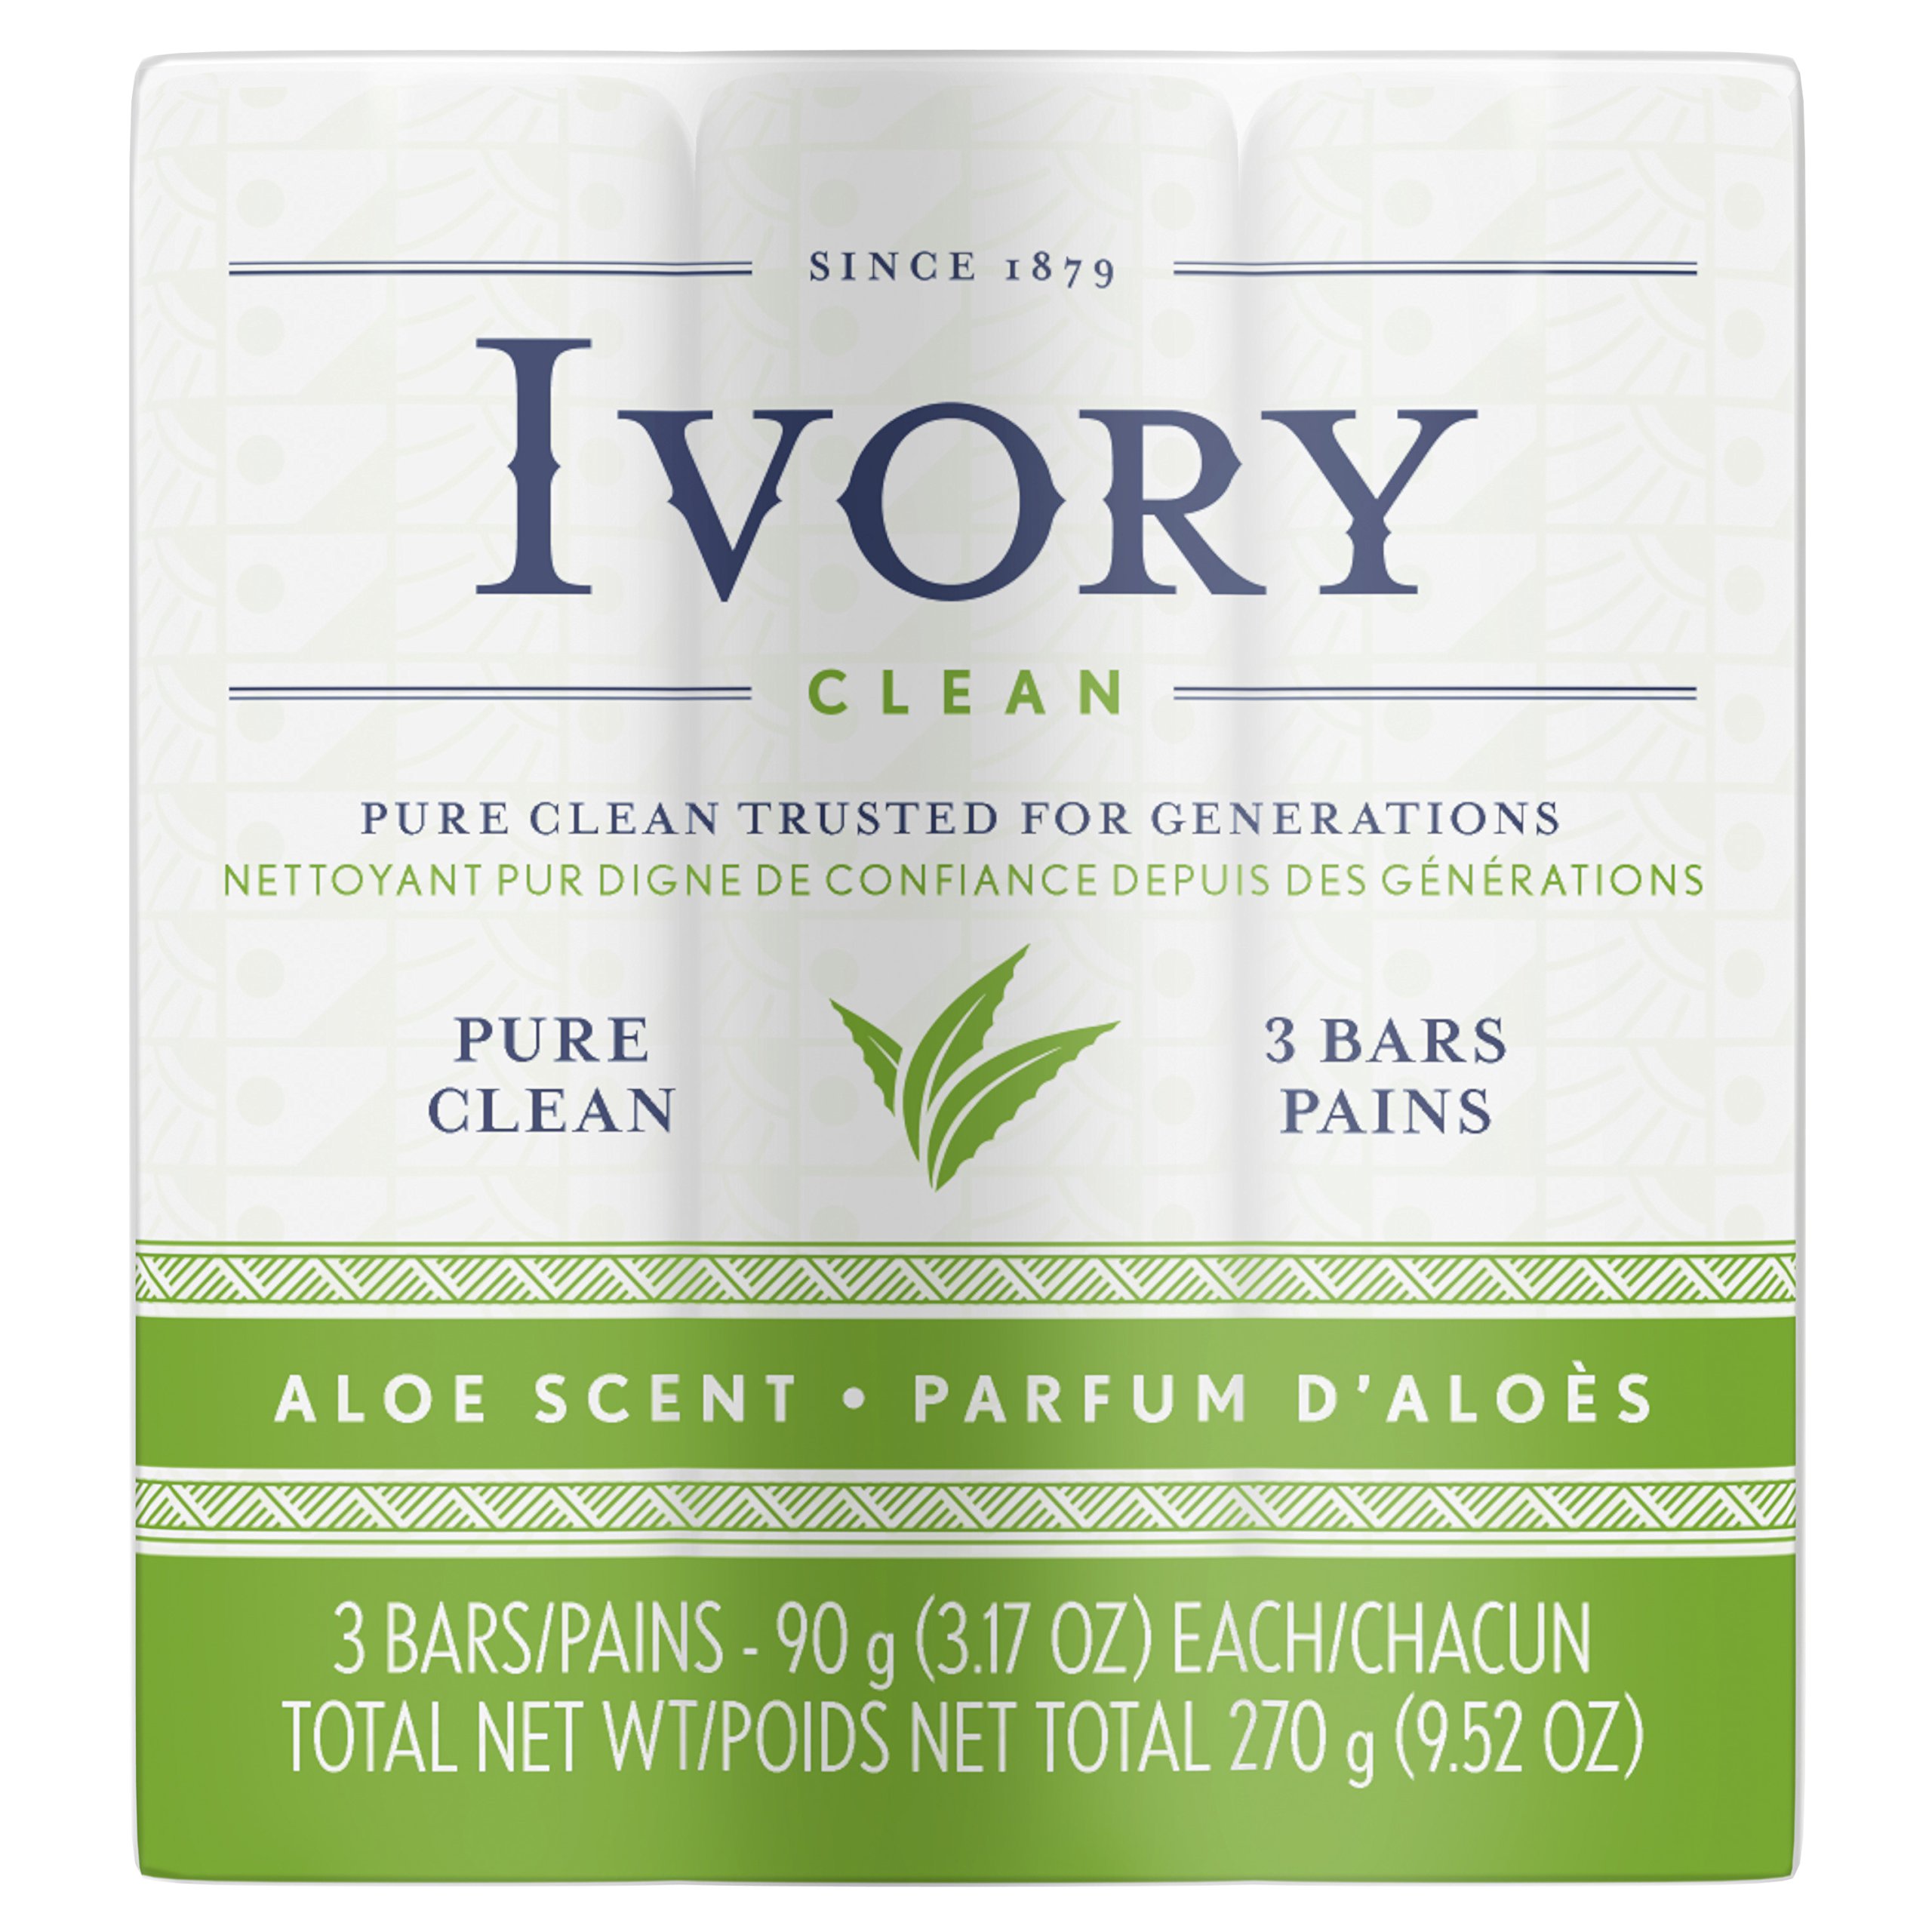 SINCE 1879
IVORY
CLEAN
PURE CLEAN TRUSTED FOR GENERATIONS
NETTOYANT PUR DIGNE DE CONFIANCE DEPUIS DES GÉNÉRATIONS
PURE
CLEAN
3 BARS
PAINS
ALOE SCENT • PARFUM D'ALOÈS
3 BARS/PAINS - 90 g (3.17 OZ) EACH/CHACUN
TOTAL NET WT/POIDS NET TOTAL 270 g (9.52 OZ)